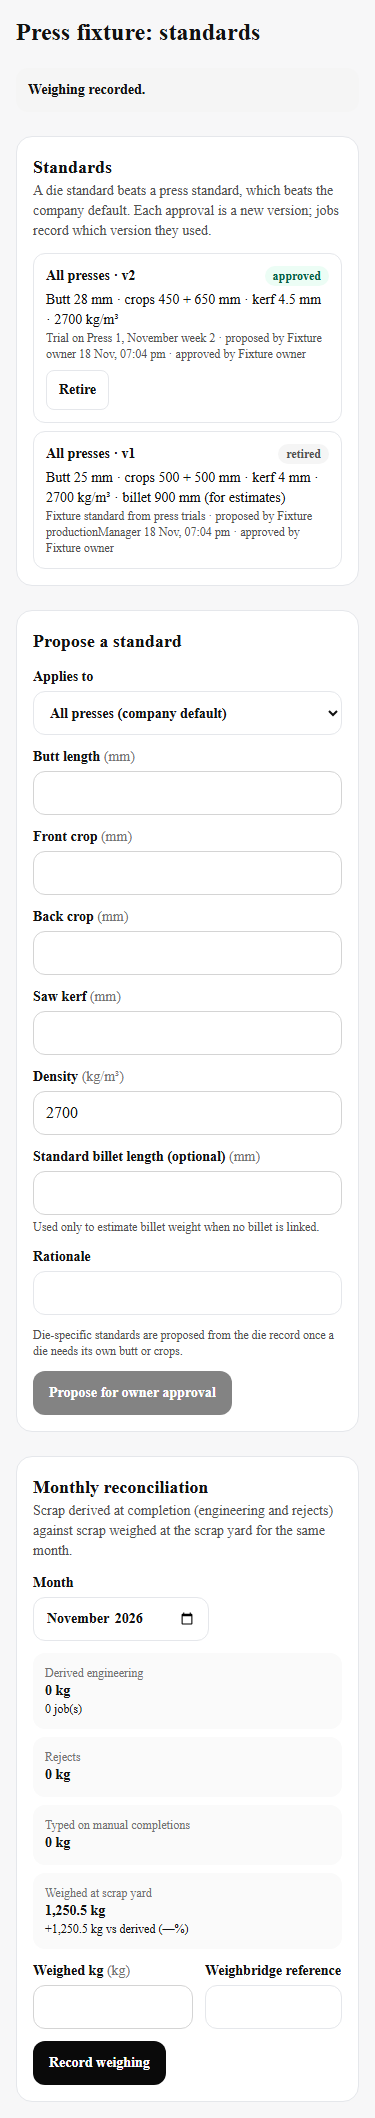 Press fixture: standards
Weighing recorded.
Standards
A die standard beats a press standard, which beats the
company default. Each approval is a new version; jobs
record which version they used.
All presses · v2
approved
Butt 28 mm · crops 450 + 650 mm · kerf 4.5 mm
· 2700 kg/m³
Trial on Press 1, November week 2 · proposed by Fixture
owner 18 Nov, 07:04 pm · approved by Fixture owner
Retire
All presses · v1
retired
Butt 25 mm · crops 500 + 500 mm · kerf 4 mm ·
2700 kg/m³ · billet 900 mm (for estimates)
Fixture standard from press trials · proposed by Fixture
productionManager 18 Nov, 07:04 pm · approved by
Fixture owner
Propose a standard
Applies to
All presses (company default)
Butt length (mm)
Front crop (mm)
Back crop (mm)
Saw kerf (mm)
Density (kg/m³)
2700
Standard billet length (optional) (mm)
Used only to estimate billet weight when no billet is linked.
Rationale
Die-specific standards are proposed from the die record once a
die needs its own butt or crops.
Propose for owner approval
Monthly reconciliation
Scrap derived at completion (engineering and rejects)
against scrap weighed at the scrap yard for the same
month.
Month
November 2026
Derived engineering
0 kg
0 job(s)
Rejects
0 kg
Typed on manual completions
0 kg
Weighed at scrap yard
1,250.5 kg
+1,250.5 kg vs derived (—%)
Weighed kg (kg)
Weighbridge reference
Record weighing